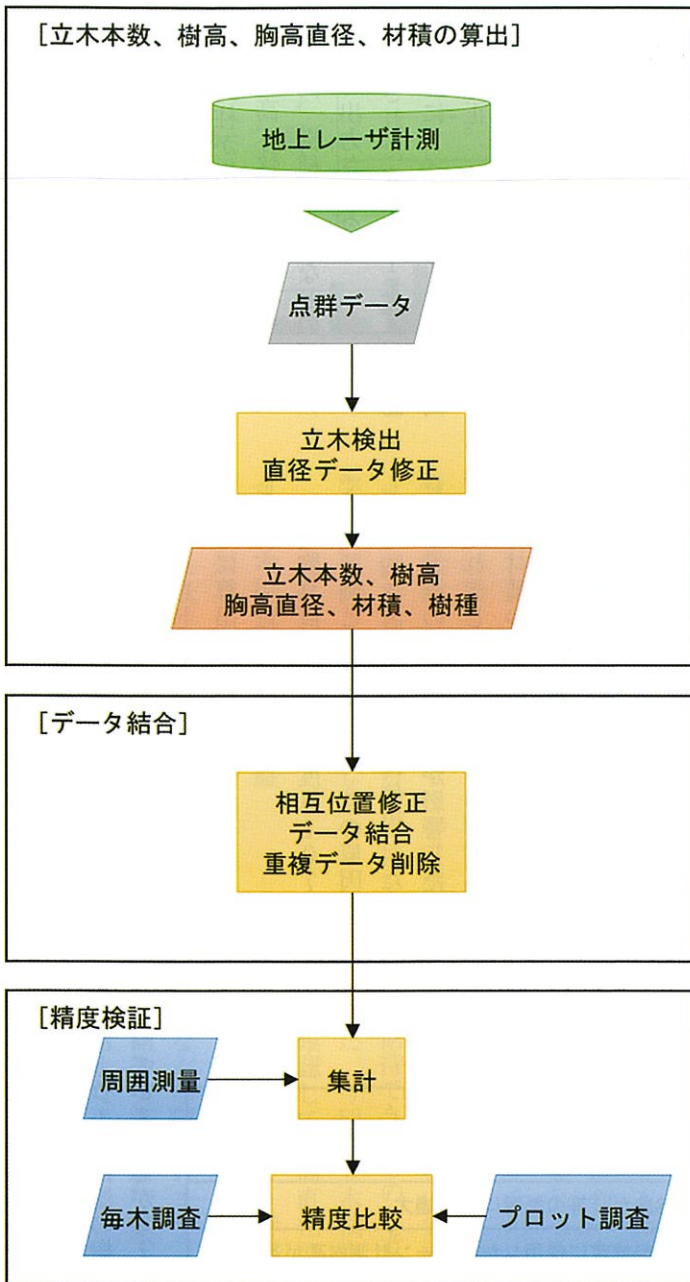 [立木本数、樹高、胸高直径、材積の算出]
地上レーザ計測
点群データ
立木検出
直径データ修正
立木本数、樹高
胸高直径、材積、樹種
[データ結合]
相互位置修正
データ結合
重複データ削除
[精度検証]
周囲測量
集計
毎木調査
精度比較
プロット調査